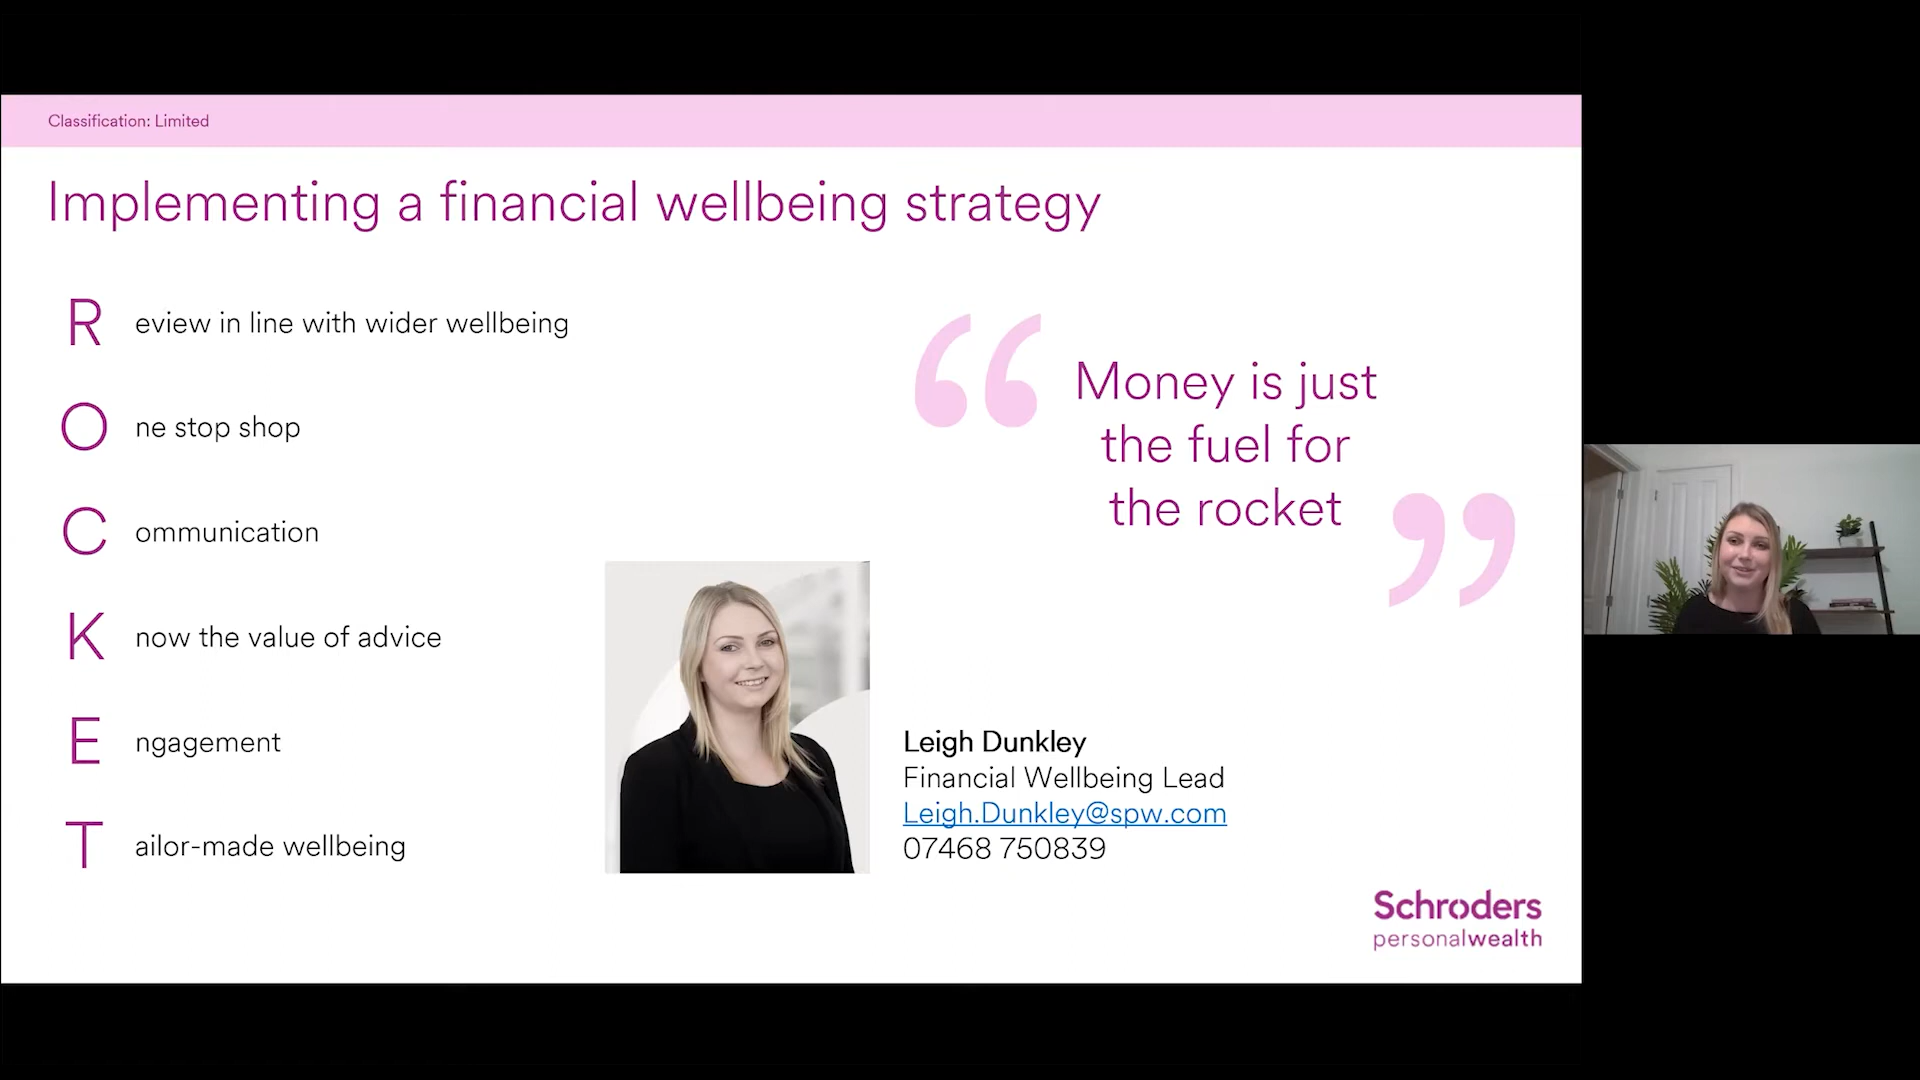 Classification: Limited
Implementing a financial wellbeing strategy
R eview in line with wider wellbeing
O ne stop shop
C ommunication
K now the value of advice
E ngagement
T ailor-made wellbeing
“ Money is just
the fuel for
the rocket ”
Leigh Dunkley
Financial Wellbeing Lead
Leigh.Dunkley@spw.com
07468 750839
Schroders
personalwealth